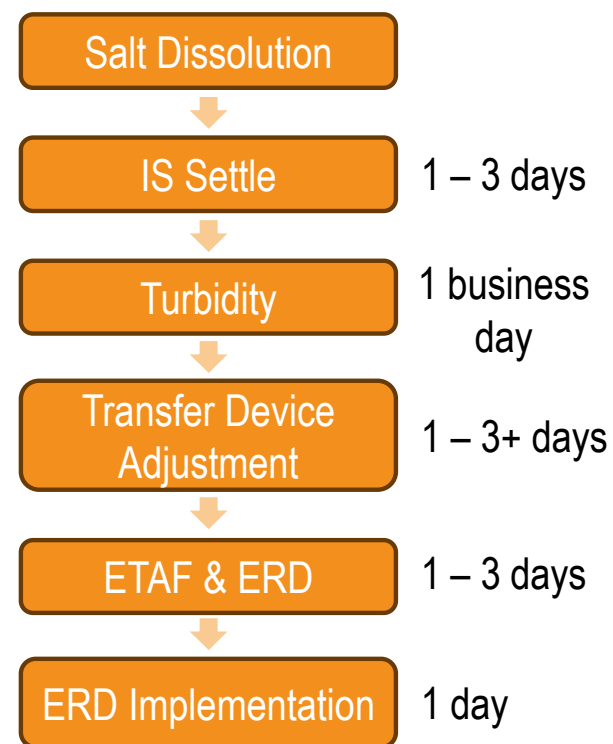 Salt Dissolution
IS Settle
1 – 3 days
Turbidity
1 business
day
Transfer Device
Adjustment
1 – 3+ days
ETAF & ERD
1 – 3 days
ERD Implementation
1 day